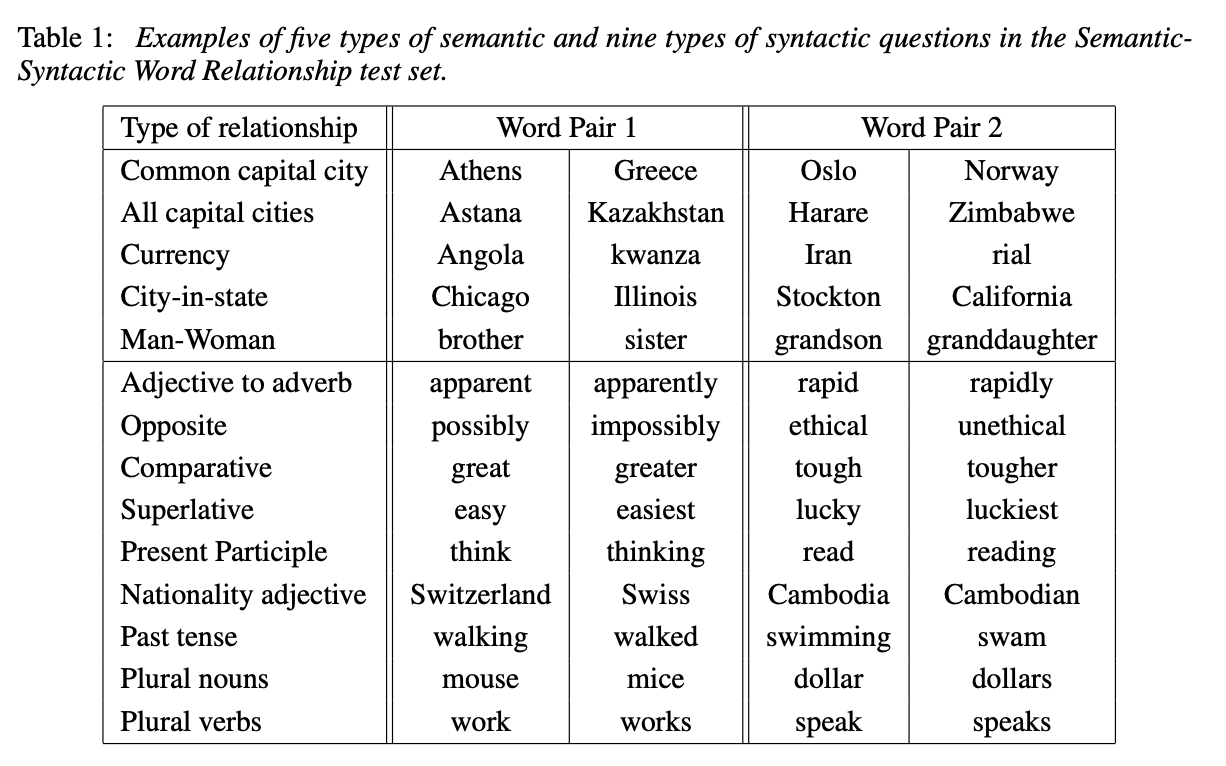 Table 1: Examples of five types of semantic and nine types of syntactic questions in the Semantic-
Syntactic Word Relationship test set.
Type of relationship Word Pair 1 Word Pair 2
Common capital city Athens Greece Oslo Norway
All capital cities Astana Kazakhstan Harare Zimbabwe
Currency Angola kwanza Iran rial
City-in-state Chicago Illinois Stockton California
Man-Woman brother sister grandson granddaughter
Adjective to adverb apparent apparently rapid rapidly
Opposite possibly impossibly ethical unethical
Comparative great greater tough tougher
Superlative easy easiest lucky luckiest
Present Participle think thinking read reading
Nationality adjective Switzerland Swiss Cambodia Cambodian
Past tense walking walked swimming swam
Plural nouns mouse mice dollar dollars
Plural verbs work works speak speaks